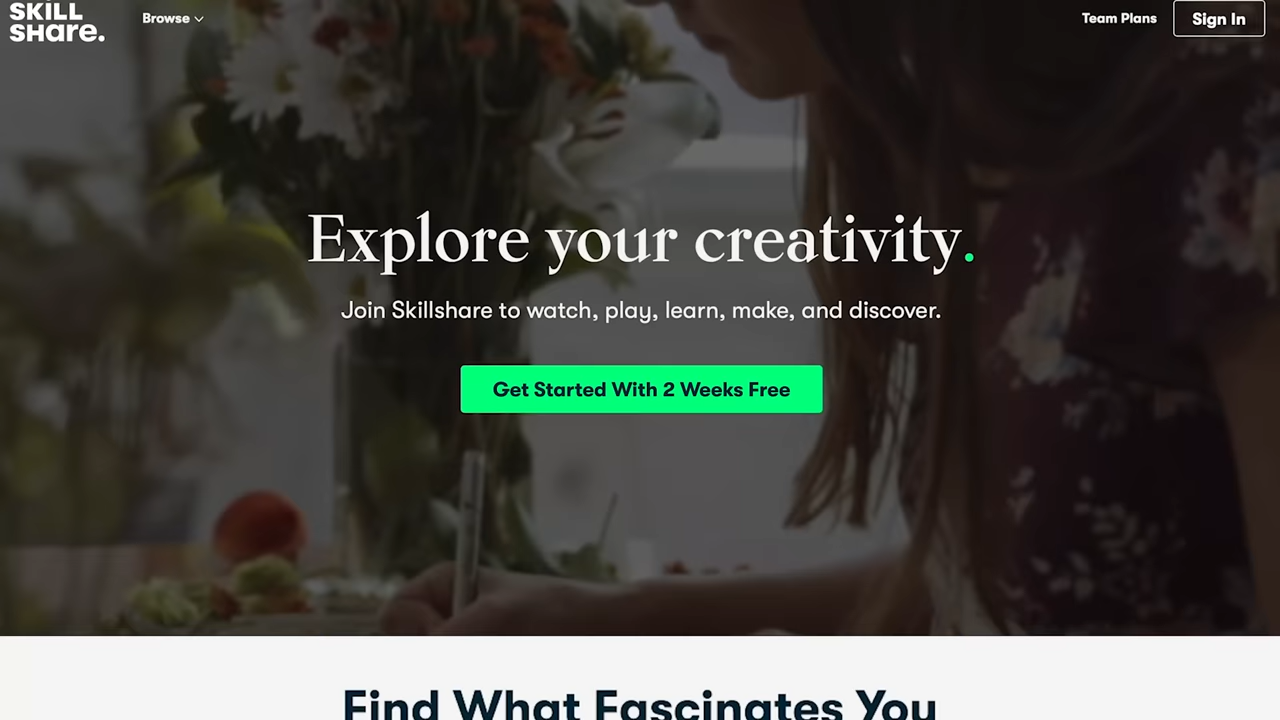 SKILL
SHare.
Browse
Team Plans
Sign In
Explore your creativity.
Join Skillshare to watch, play, learn, make, and discover.
Get Started With 2 Weeks Free
Find What Fascinates You